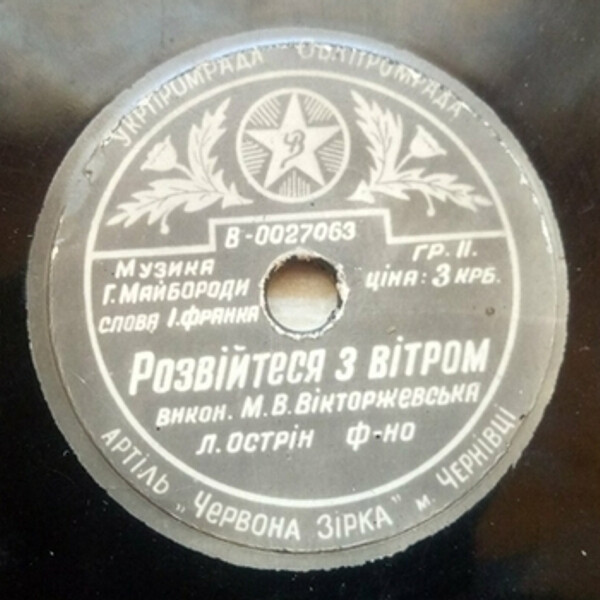 УКРПРОМРАДА ОБЛПРОМРАДА
В
В-0027063
Музика
Г. Майбороди
слова І. Франка
ГР. II.
ціна: 3 крб.
Розвійтеся з вітром
викон. М. В. Вікторжевська
Л. Острін ф-но
Артіль „Червона Зірка" м. Чернівці